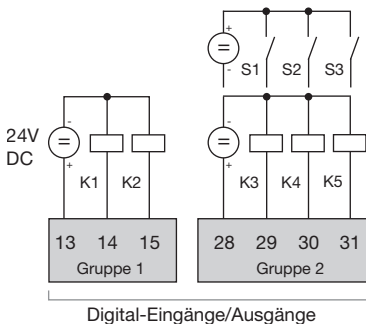 +
=
-
S1 S2 S3
24V
DC
-
=
+
K1 K2
-
=
+
K3 K4 K5
13 14 15
Gruppe 1
28 29 30 31
Gruppe 2
Digital-Eingänge/Ausgänge